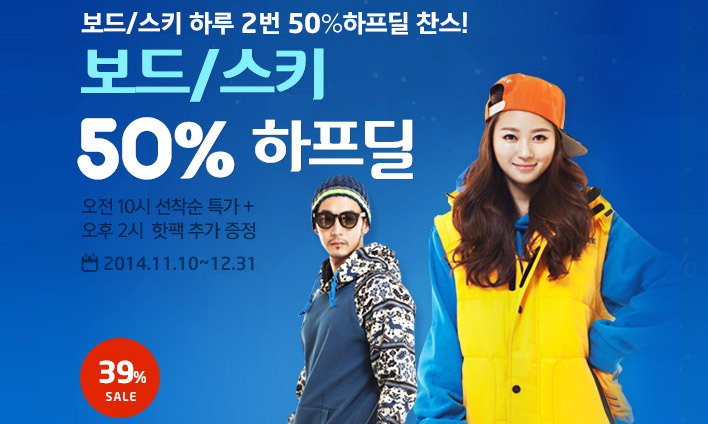 보드/스키 하루 2번 50%하프딜 찬스!
보드/스키
50% 하프딜
오전 10시 선착순 특가 +
오후 2시 핫팩 추가 증정
2014.11.10~12.31
39%
SALE